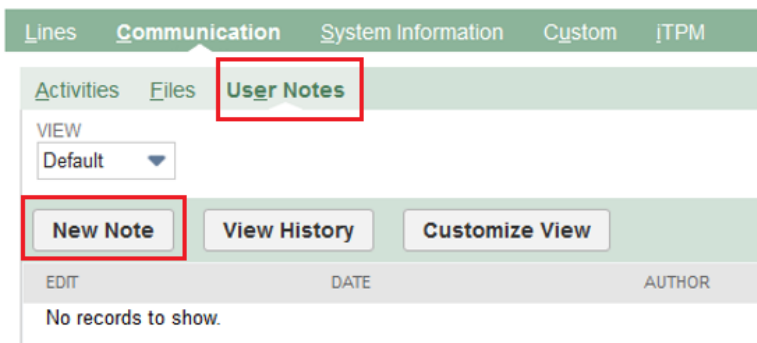 Lines Communication System Information Custom iTPM
Activities Files User Notes
VIEW
Default
New Note View History Customize View
EDIT DATE AUTHOR
No records to show.